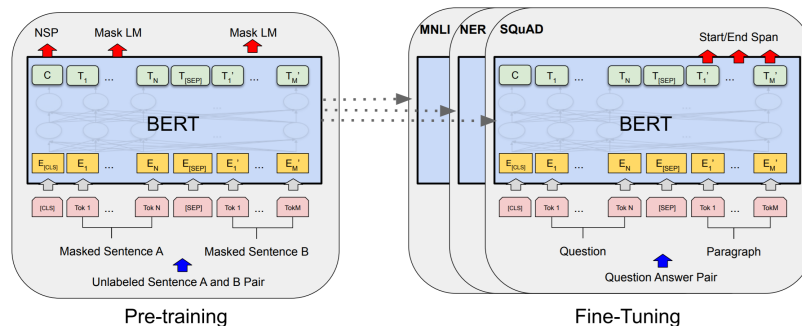 NSP Mask LM Mask LM
C T1 ... TN T[SEP] T1' ... TM'
BERT
E[CLS] E1 ... EN E[SEP] E1' ... EM'
[CLS] Tok 1 ... Tok N [SEP] Tok 1 ... TokM
Masked Sentence A Masked Sentence B
Unlabeled Sentence A and B Pair
Pre-training
MNLI NER SQuAD
Start/End Span
C T1 ... TN T[SEP] T1' ... TM'
BERT
E[CLS] E1 ... EN E[SEP] E1' ... EM'
[CLS] Tok 1 ... Tok N [SEP] Tok 1 ... TokM
Question Paragraph
Question Answer Pair
Fine-Tuning